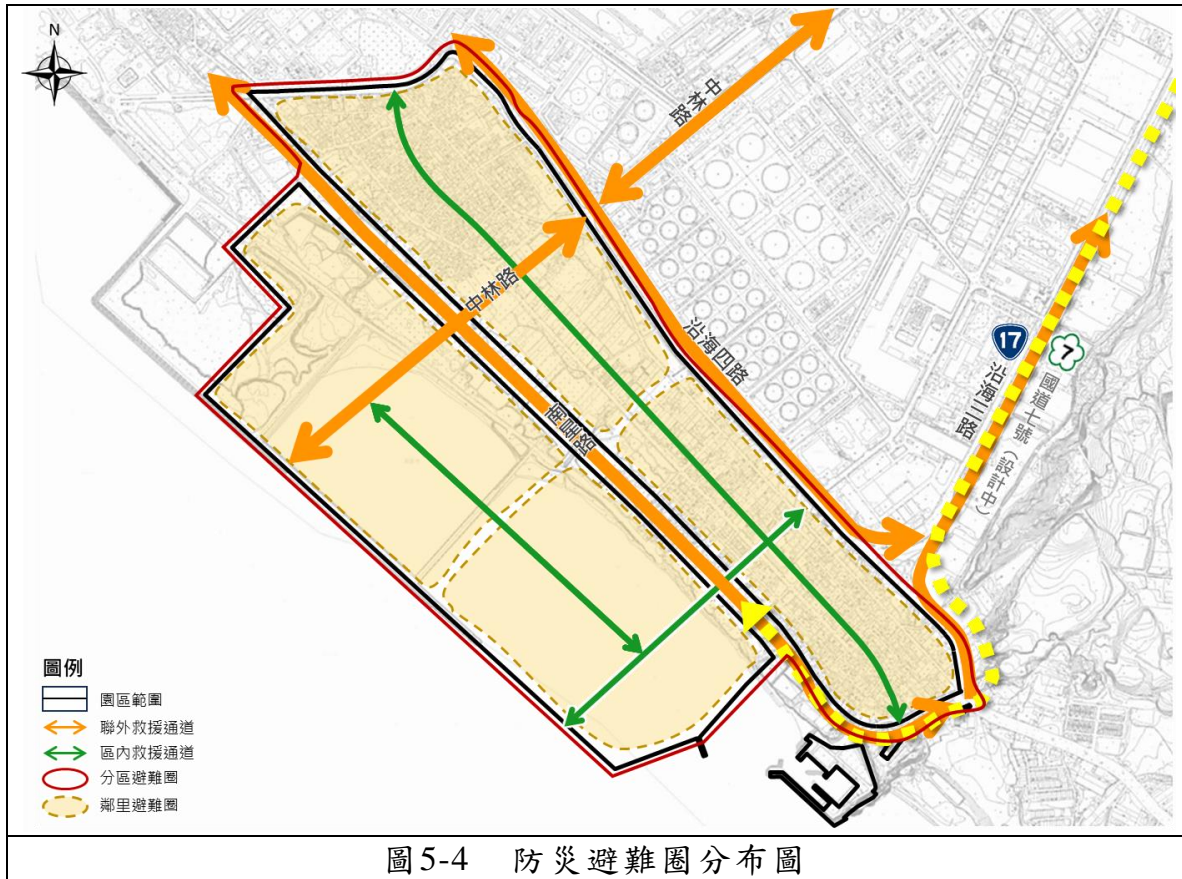 N
中林路
中林路
沿海四路
南星路
17
沿海三路
7
國道七號（設計中）
圖例
園區範圍
聯外救援通道
區內救援通道
分區避難圈
鄰里避難圈
圖5-4 防災避難圈分布圖